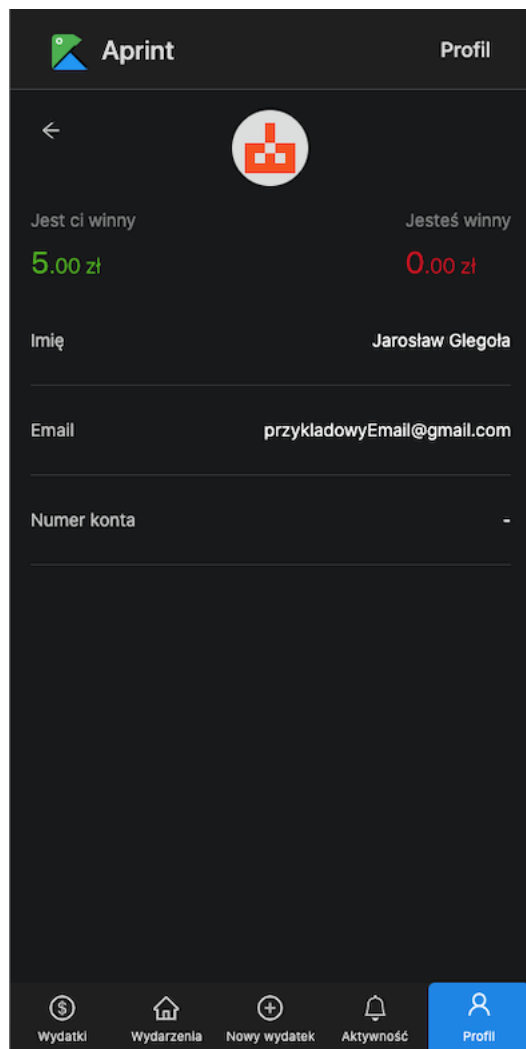 Aprint
Profil
Jest ci winny
Jesteś winny
5.00 zł
0.00 zł
Imię
Jarosław Glegoła
Email
przykladowyEmail@gmail.com
Numer konta
-
Wydatki
Wydarzenia
Nowy wydatek
Aktywność
Profil